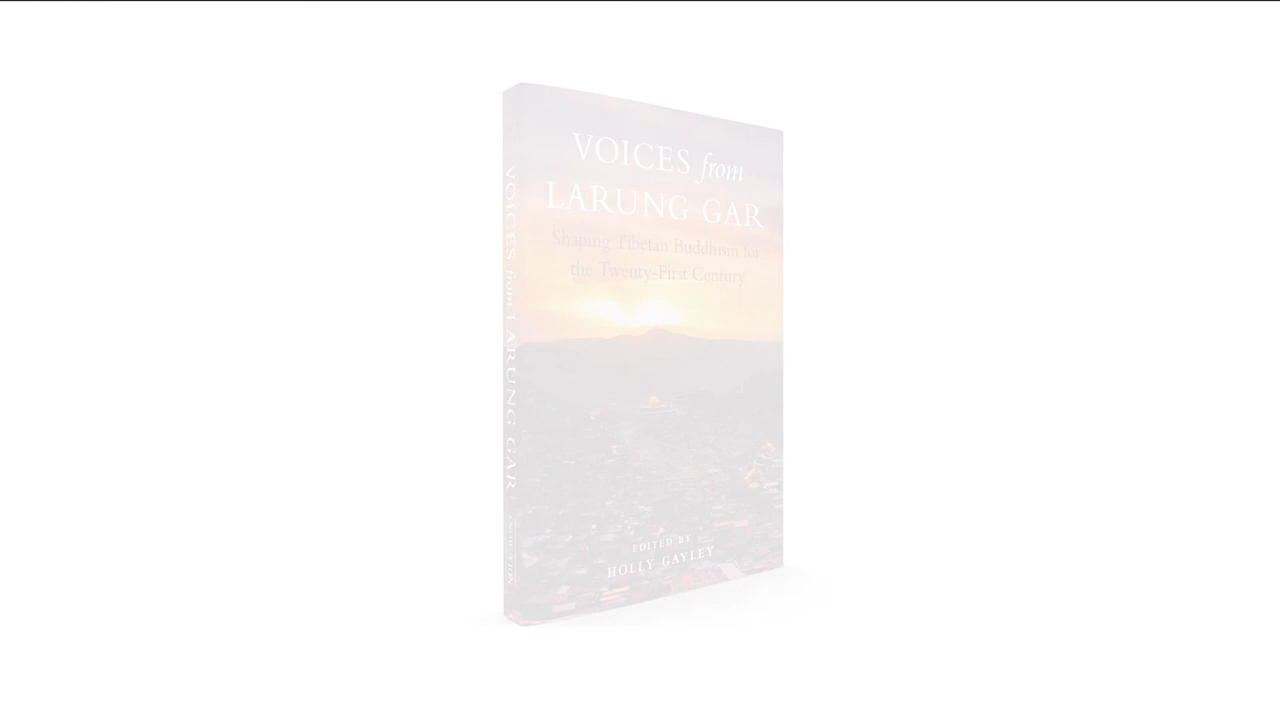 VOICES from
LARUNG GAR
Shaping Tibetan Buddhism for
the Twenty-First Century
EDITED BY
HOLLY GAYLEY
VOICES from LARUNG GAR